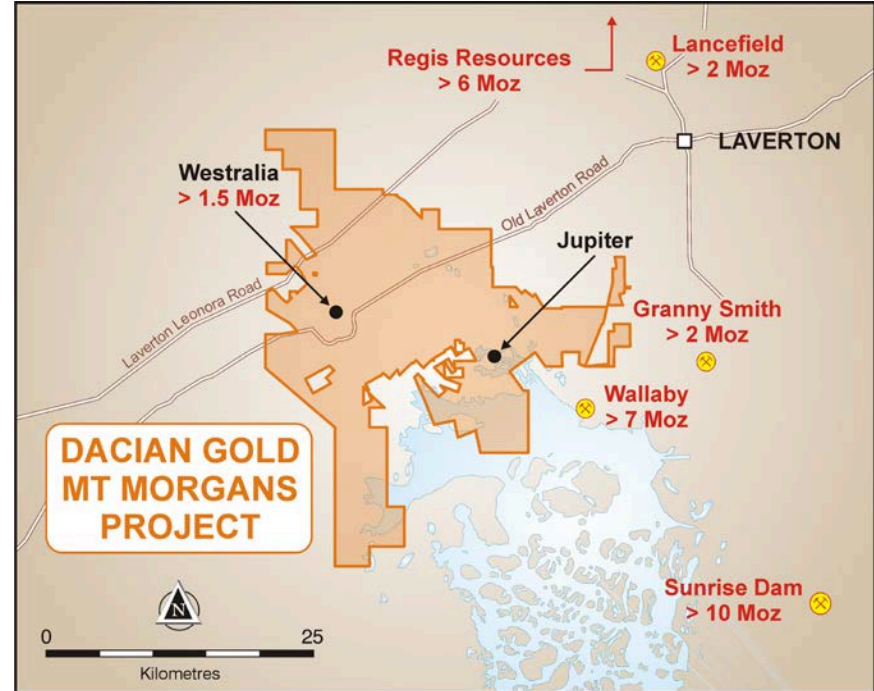 Regis Resources
> 6 Moz
Lancefield
> 2 Moz
LAVERTON
Westralia
> 1.5 Moz
Old Laverton Road
Jupiter
Laverton Leonora Road
Granny Smith
> 2 Moz
Wallaby
> 7 Moz
DACIAN GOLD
MT MORGANS
PROJECT
Sunrise Dam
> 10 Moz
N
0
25
Kilometres